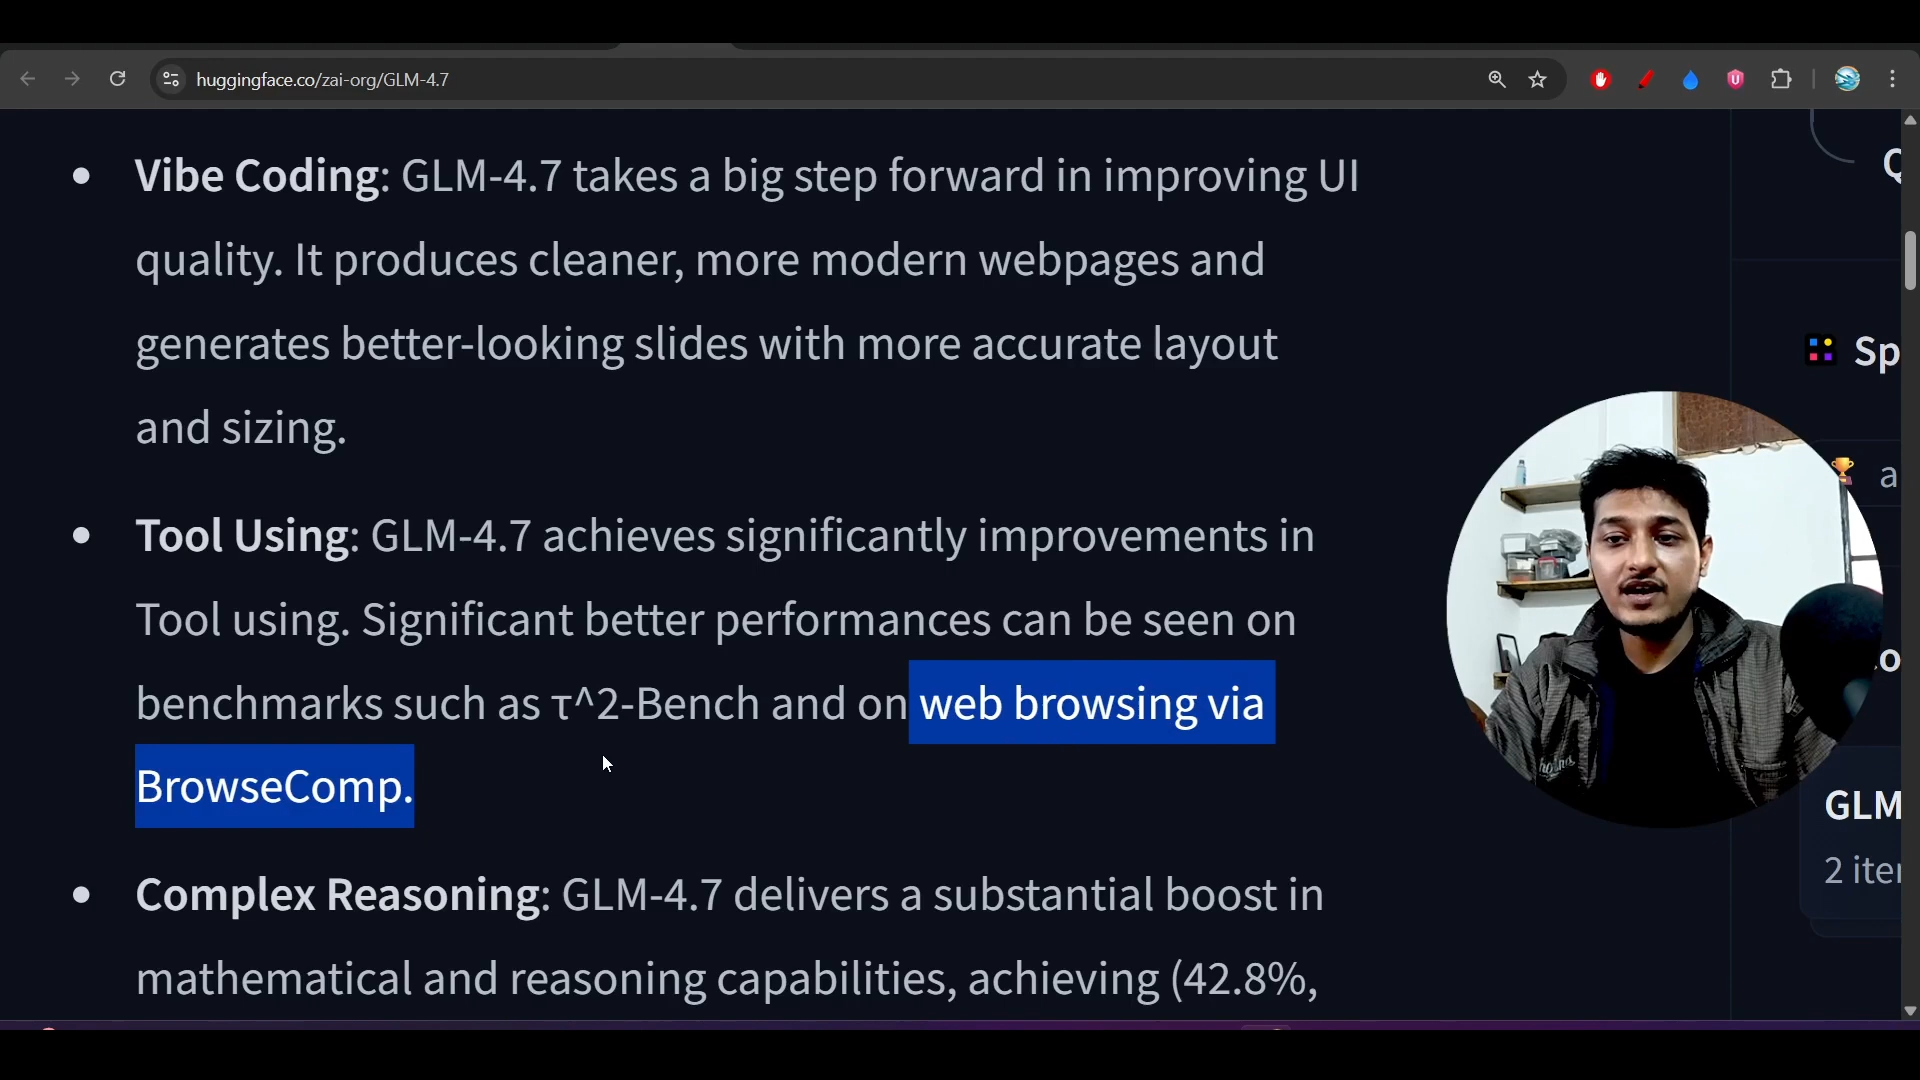 huggingface.co/zai-org/GLM-4.7
Vibe Coding: GLM-4.7 takes a big step forward in improving UI
quality. It produces cleaner, more modern webpages and
generates better-looking slides with more accurate layout
and sizing.
Tool Using: GLM-4.7 achieves significantly improvements in
Tool using. Significant better performances can be seen on
benchmarks such as τ^2-Bench and on web browsing via
BrowseComp.
Complex Reasoning: GLM-4.7 delivers a substantial boost in
mathematical and reasoning capabilities, achieving (42.8%,
Q
Sp
a
GLM
2 iter